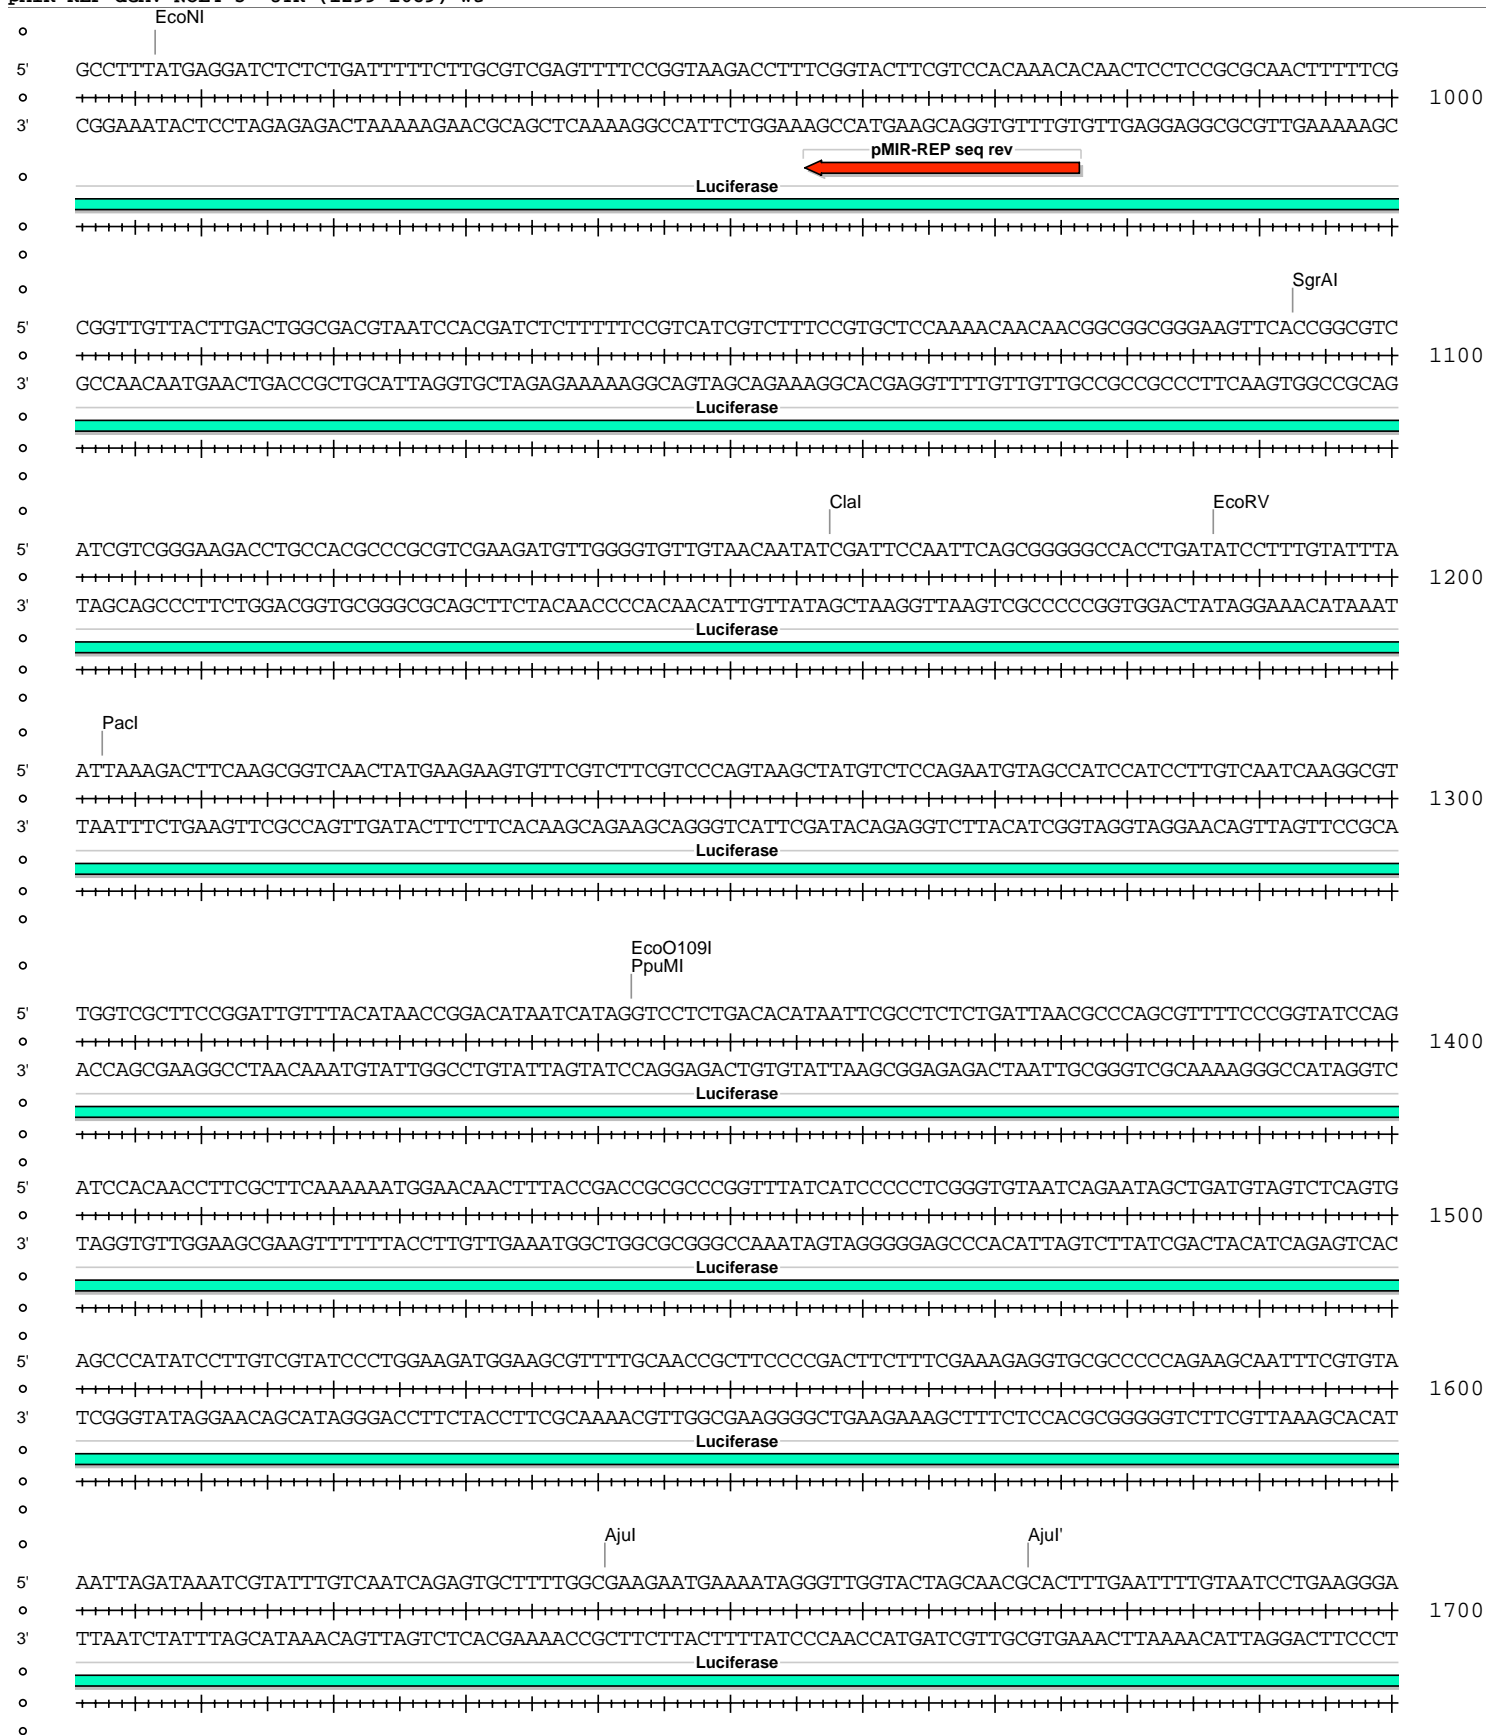 EcoNI
5' GCCTTTATGAGGATCTCTCTGATTTTTCTTGCGTCGAGTTTTCCGGTAAGACCTTTCGGTACTTCGTCCACAAACACAACTCCTCCGCGCAACTTTTTCG
1000
3' CGGAAATACTCCTAGAGAGACTAAAAAGAACGCAGCTCAAAAGGCCATTCTGGAAAGCCATGAAGCAGGTGTTTGTGTTGAGGAGGCGCGTTGAAAAAGC
pMIR-REP seq rev
Luciferase
SgrAI
5' CGGTTGTTACTTGACTGGCGACGTAATCCACGATCTCTTTTTCCGTCATCGTCTTTCCGTGCTCCAAAACAACAACGGCGGCGGGAAGTTCACCGGCGTC
1100
3' GCCAACAATGAACTGACCGCTGCATTAGGTGCTAGAGAAAAAGGCAGTAGCAGAAAGGCACGAGGTTTTGTTGTTGCCGCCGCCCTTCAAGTGGCCGCAG
Luciferase
ClaI EcoRV
5' ATCGTCGGGAAGACCTGCCACGCCCGCGTCGAAGATGTTGGGGTGTTGTAACAATATCGATTCCAATTCAGCGGGGGCCACCTGATATCCTTTGTATTTA
1200
3' TAGCAGCCCTTCTGGACGGTGCGGGCGCAGCTTCTACAACCCCACAACATTGTTATAGCTAAGGTTAAGTCGCCCCCGGTGGACTATAGGAAACATAAAT
Luciferase
PacI
5' ATTAAAGACTTCAAGCGGTCAACTATGAAGAAGTGTTCGTCTTCGTCCCAGTAAGCTATGTCTCCAGAATGTAGCCATCCATCCTTGTCAATCAAGGCGT
1300
3' TAATTTCTGAAGTTCGCCAGTTGATACTTCTTCACAAGCAGAAGCAGGGTCATTCGATACAGAGGTCTTACATCGGTAGGTAGGAACAGTTAGTTCCGCA
Luciferase
EcoO109I
PpuMI
5' TGGTCGCTTCCGGATTGTTTACATAACCGGACATAATCATAGGTCCTCTGACACATAATTCGCCTCTCTGATTAACGCCCAGCGTTTTCCCGGTATCCAG
1400
3' ACCAGCGAAGGCCTAACAAATGTATTGGCCTGTATTAGTATCCAGGAGACTGTGTATTAAGCGGAGAGACTAATTGCGGGTCGCAAAAGGGCCATAGGTC
Luciferase
5' ATCCACAACCTTCGCTTCAAAAAATGGAACAACTTTACCGACCGCGCCCGGTTTATCATCCCCCTCGGGTGTAATCAGAATAGCTGATGTAGTCTCAGTG
1500
3' TAGGTGTTGGAAGCGAAGTTTTTTACCTTGTTGAAATGGCTGGCGCGGGCCAAATAGTAGGGGGAGCCCACATTAGTCTTATCGACTACATCAGAGTCAC
Luciferase
5' AGCCCATATCCTTGTCGTATCCCTGGAAGATGGAAGCGTTTTGCAACCGCTTCCCCGACTTCTTTCGAAAGAGGTGCGCCCCCAGAAGCAATTTCGTGTA
1600
3' TCGGGTATAGGAACAGCATAGGGACCTTCTACCTTCGCAAAACGTTGGCGAAGGGGCTGAAGAAAGCTTTCTCCACGCGGGGGTCTTCGTTAAAGCACAT
Luciferase
AjuI AjuI'
5' AATTAGATAAATCGTATTTGTCAATCAGAGTGCTTTTGGCGAAGAATGAAAATAGGGTTGGTACTAGCAACGCACTTTGAATTTTGTAATCCTGAAGGGA
1700
3' TTAATCTATTTAGCATAAACAGTTAGTCTCACGAAAACCGCTTCTTACTTTTATCCCAACCATGATCGTTGCGTGAAACTTAAAACATTAGGACTTCCCT
Luciferase